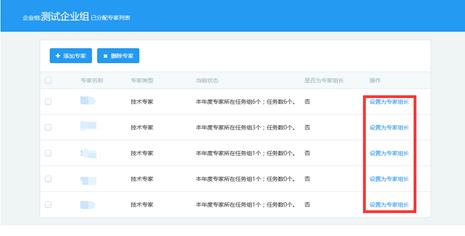 企业组测试企业组 已分配专家列表
添加专家 删除专家
专家名称 专家类型 当前状态 是否为专家组长 操作
技术专家 本年度专家所在任务组6个；任务数6个。 否 设置为专家组长
技术专家 本年度专家所在任务组3个；任务数0个。 否 设置为专家组长
技术专家 本年度专家所在任务组1个；任务数0个。 否 设置为专家组长
技术专家 本年度专家所在任务组1个；任务数0个。 否 设置为专家组长
技术专家 本年度专家所在任务组3个；任务数0个。 否 设置为专家组长